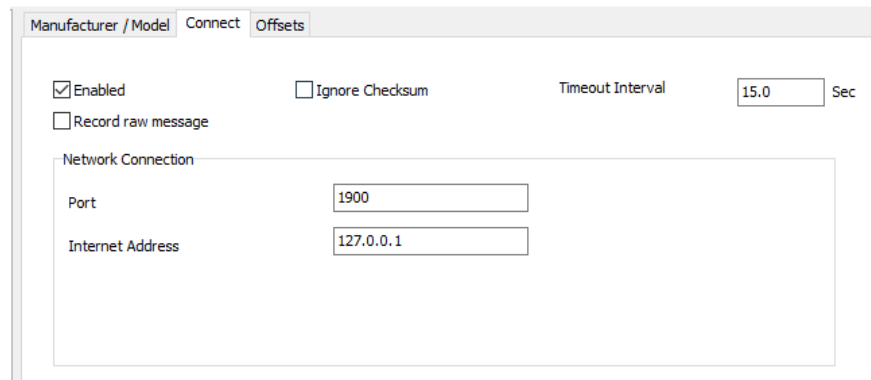 Manufacturer / Model Connect Offsets
Enabled Ignore Checksum Timeout Interval 15.0 Sec
Record raw message
Network Connection
Port 1900
Internet Address 127.0.0.1